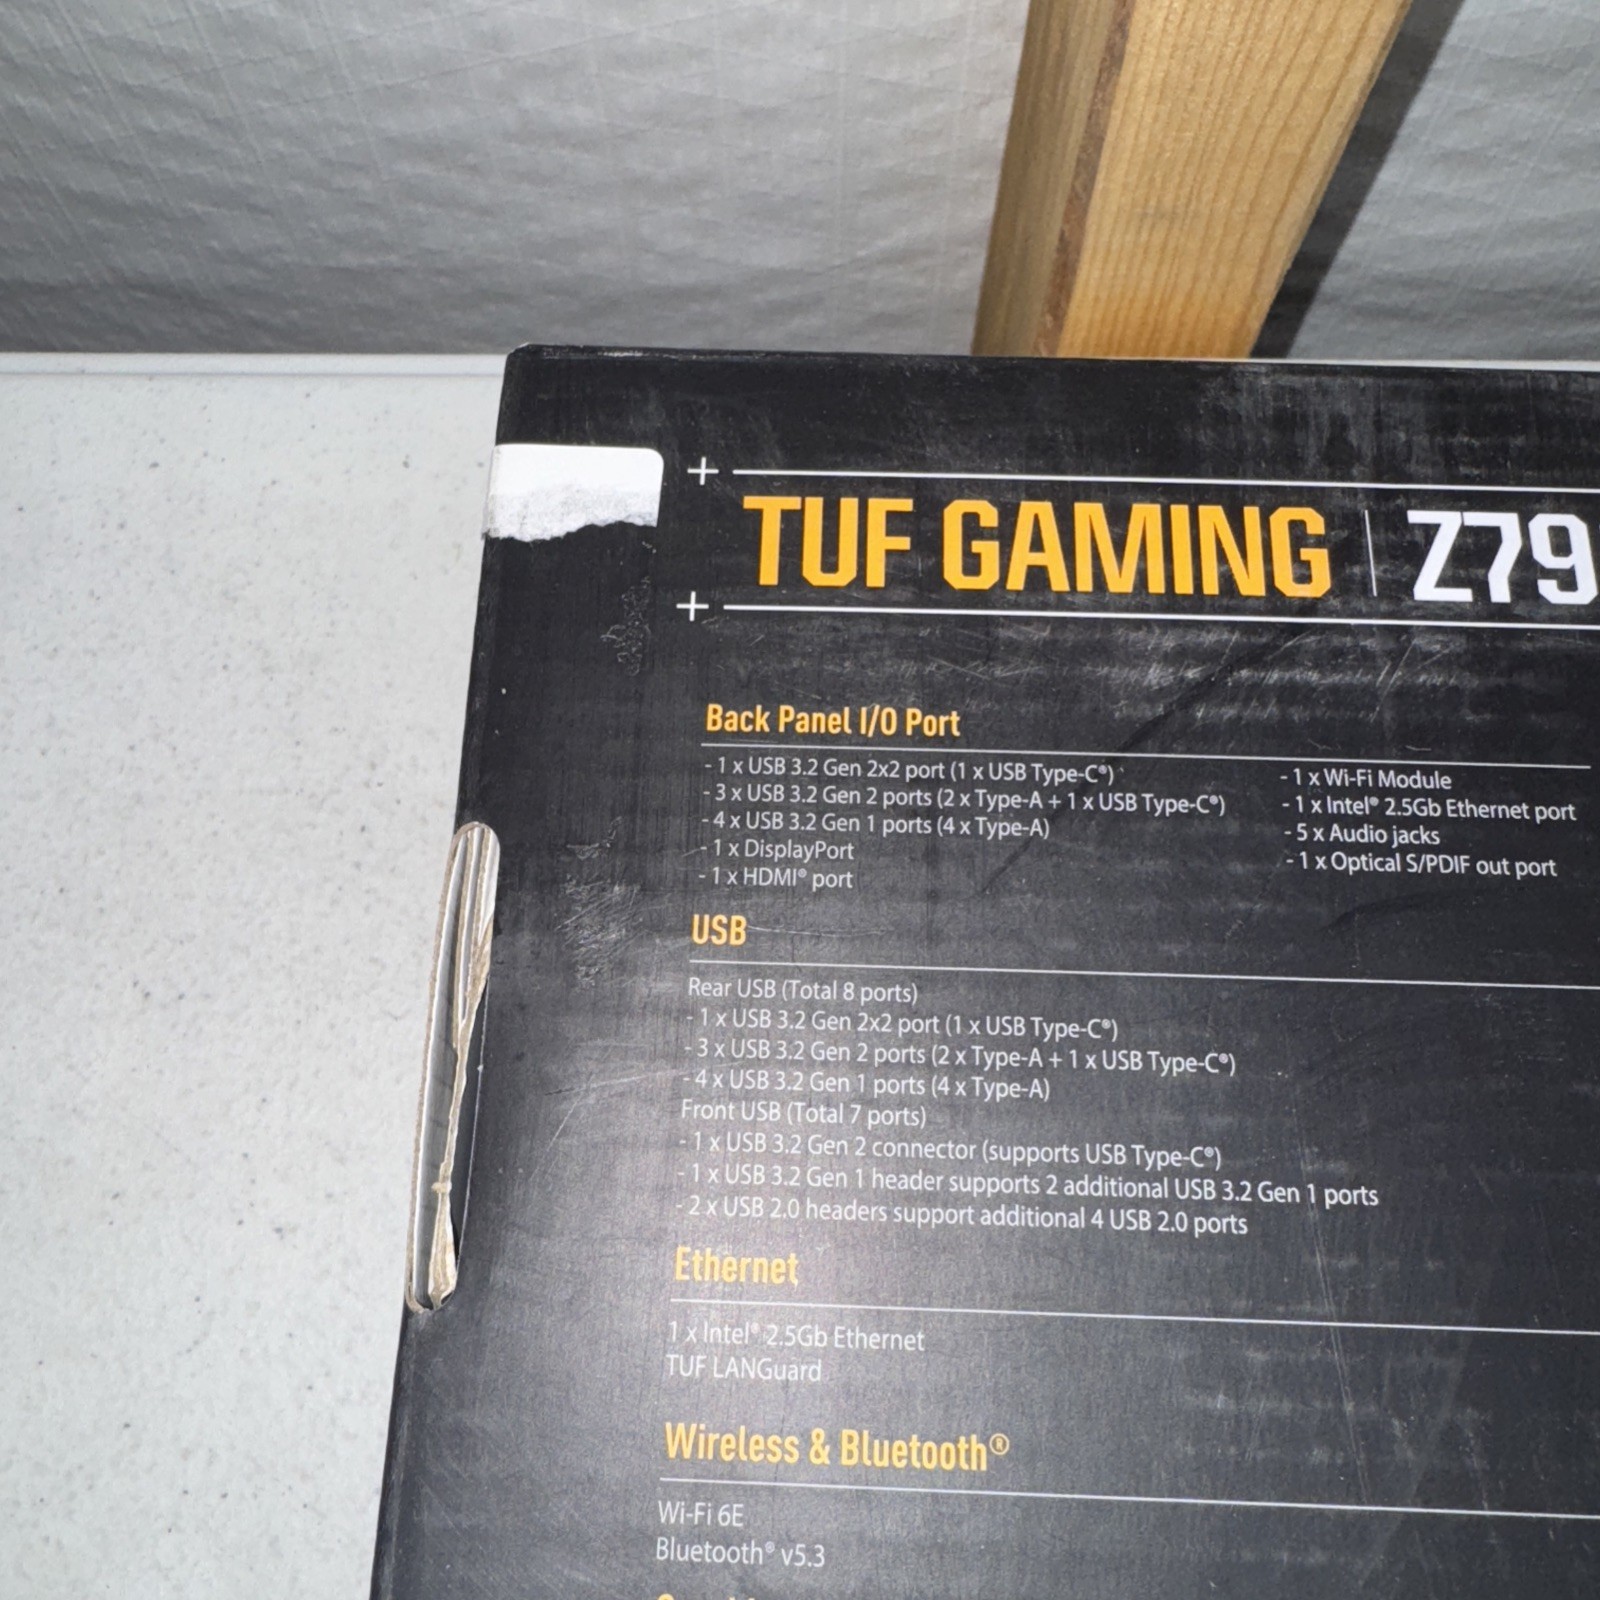 TUF GAMING | Z79
Back Panel I/O Port
- 1 x USB 3.2 Gen 2x2 port (1 x USB Type-C®)
- 3 x USB 3.2 Gen 2 ports (2 x Type-A + 1 x USB Type-C®)
- 4 x USB 3.2 Gen 1 ports (4 x Type-A)
- 1 x DisplayPort
- 1 x HDMI® port
- 1 x Wi-Fi Module
- 1 x Intel® 2.5Gb Ethernet port
- 5 x Audio jacks
- 1 x Optical S/PDIF out port
USB
Rear USB (Total 8 ports)
- 1 x USB 3.2 Gen 2x2 port (1 x USB Type-C®)
- 3 x USB 3.2 Gen 2 ports (2 x Type-A + 1 x USB Type-C®)
- 4 x USB 3.2 Gen 1 ports (4 x Type-A)
Front USB (Total 7 ports)
- 1 x USB 3.2 Gen 2 connector (supports USB Type-C®)
- 1 x USB 3.2 Gen 1 header supports 2 additional USB 3.2 Gen 1 ports
- 2 x USB 2.0 headers support additional 4 USB 2.0 ports
Ethernet
1 x Intel® 2.5Gb Ethernet
TUF LANGuard
Wireless & Bluetooth®
Wi-Fi 6E
Bluetooth® v5.3